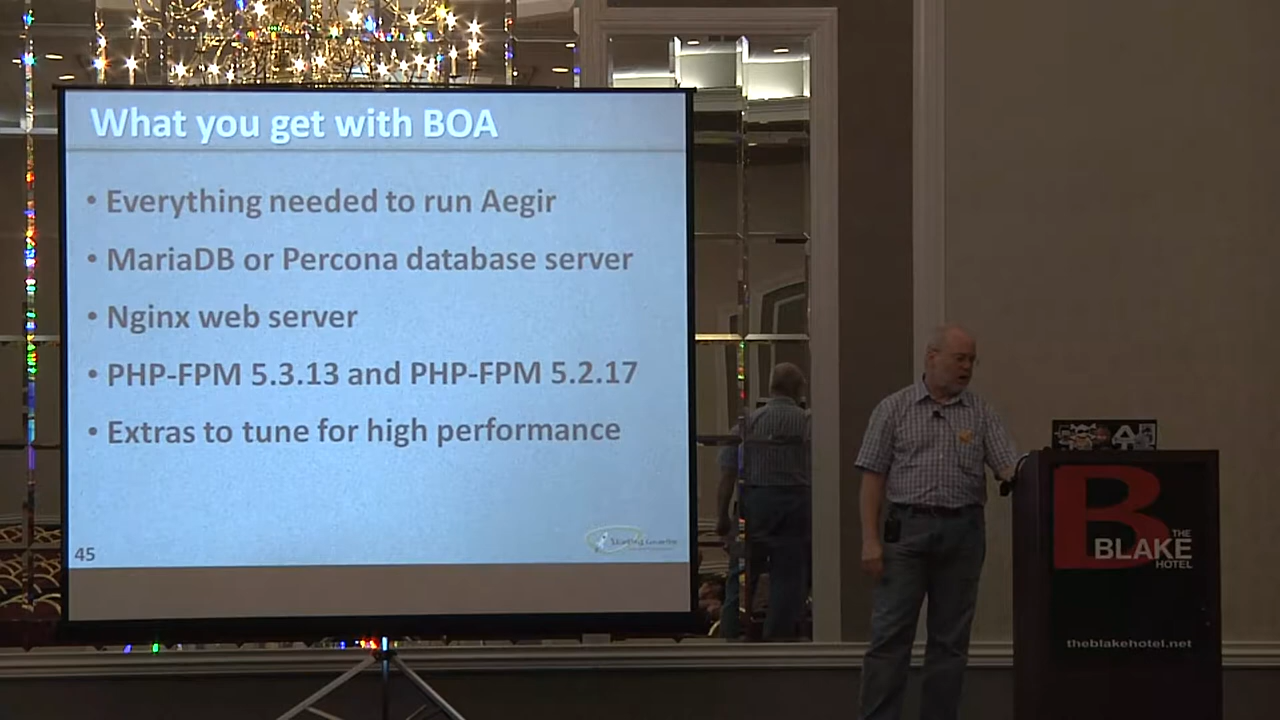 What you get with BOA
• Everything needed to run Aegir
• MariaDB or Percona database server
• Nginx web server
• PHP-FPM 5.3.13 and PHP-FPM 5.2.17
• Extras to tune for high performance
45
B
THE
BLAKE
HOTEL
theblakehotel.net